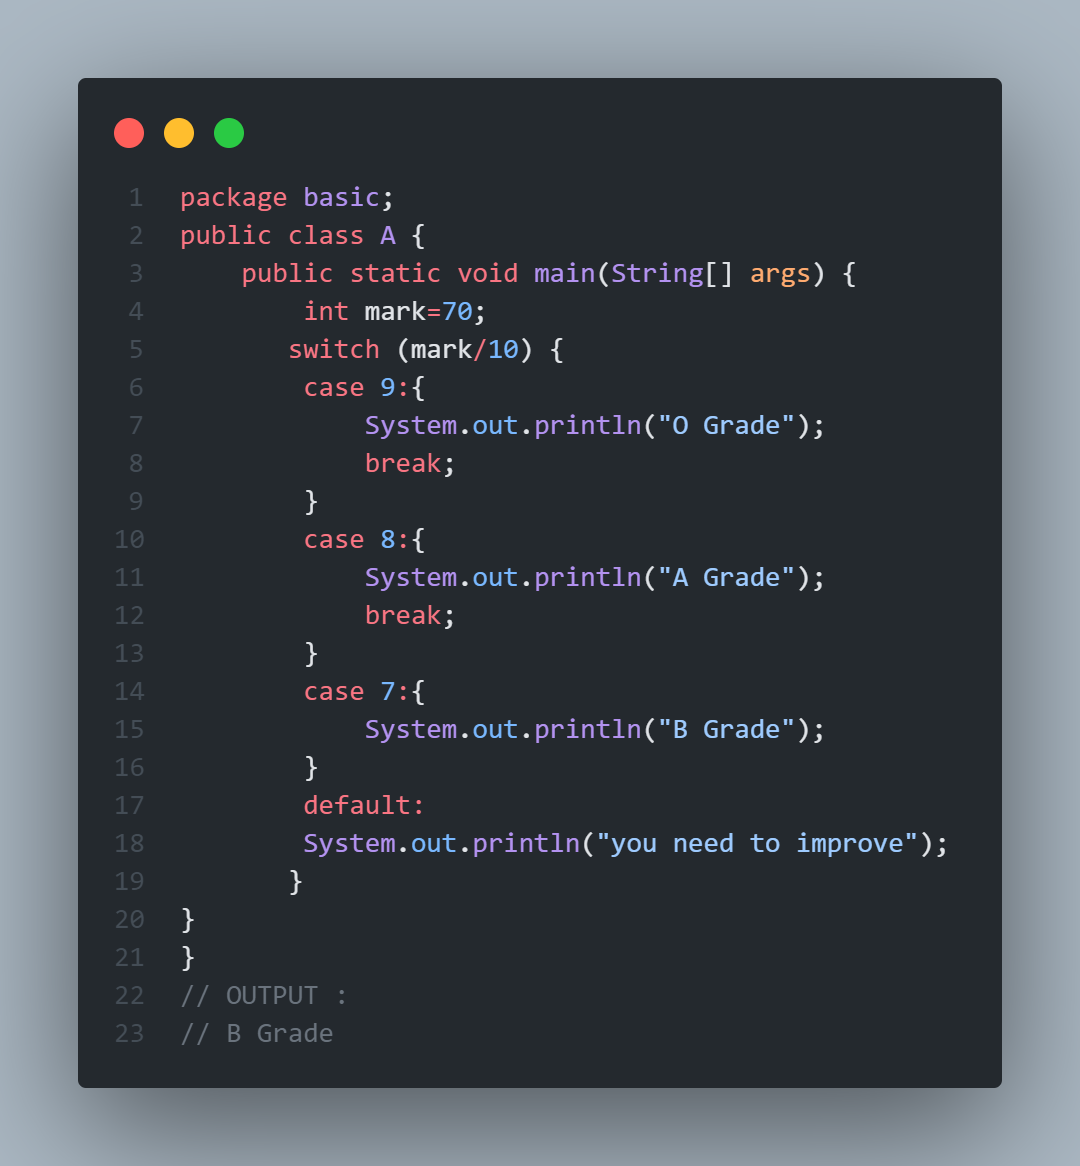 1 package basic;
2 public class A {
3     public static void main(String[] args) {
4         int mark=70;
5        switch (mark/10) {
6         case 9:{
7             System.out.println("O Grade");
8             break;
9         }
10         case 8:{
11             System.out.println("A Grade");
12             break;
13         }
14         case 7:{
15             System.out.println("B Grade");
16         }
17         default:
18         System.out.println("you need to improve");
19        }
20 }
21 }
22 // OUTPUT :
23 // B Grade